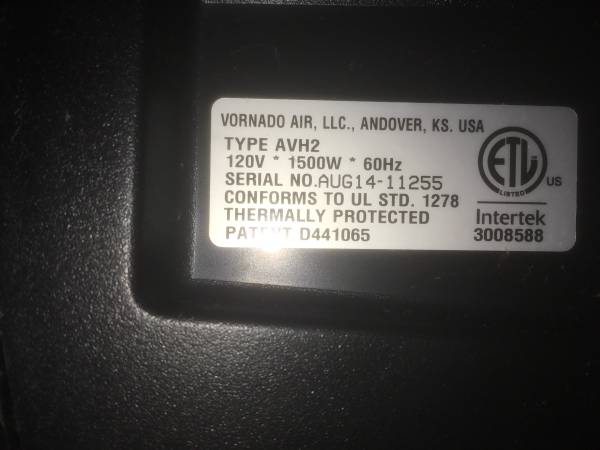 VORNADO AIR, LLC., ANDOVER, KS. USA
TYPE AVH2
120V * 1500W * 60Hz
SERIAL NO.AUG14-11255
CONFORMS TO UL STD. 1278
THERMALLY PROTECTED
PATENT D441065
ETL
LISTED
US
Intertek
3008588